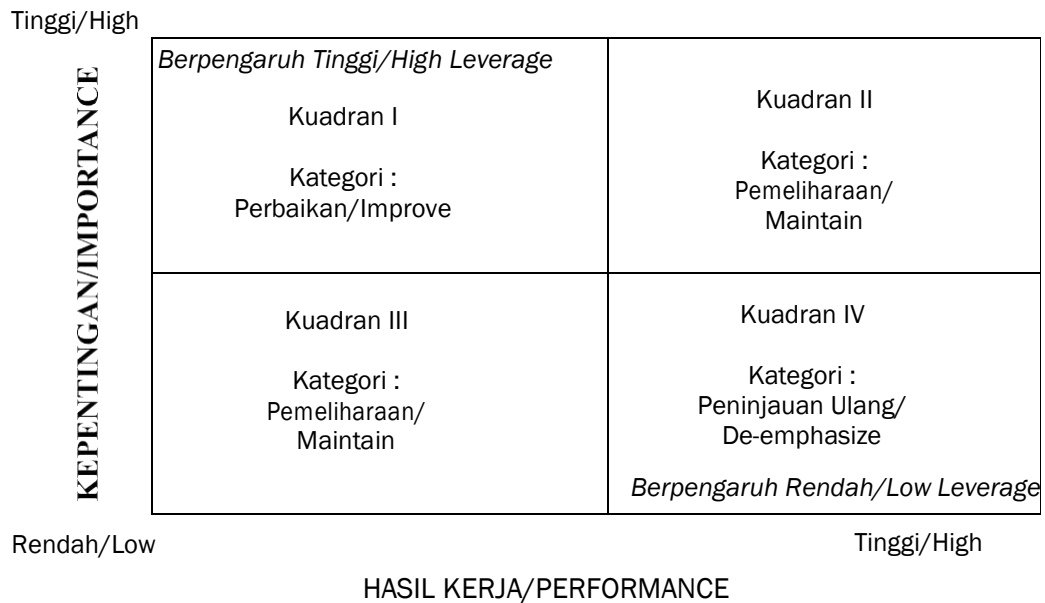 Tinggi/High
KEPENTINGAN/IMPORTANCE
Berpengaruh Tinggi/High Leverage
Kuadran I
Kategori :
Perbaikan/Improve
Kuadran II
Kategori :
Pemeliharaan/
Maintain
Kuadran III
Kategori :
Pemeliharaan/
Maintain
Kuadran IV
Kategori :
Peninjauan Ulang/
De-emphasize
Berpengaruh Rendah/Low Leverage
Rendah/Low
Tinggi/High
HASIL KERJA/PERFORMANCE